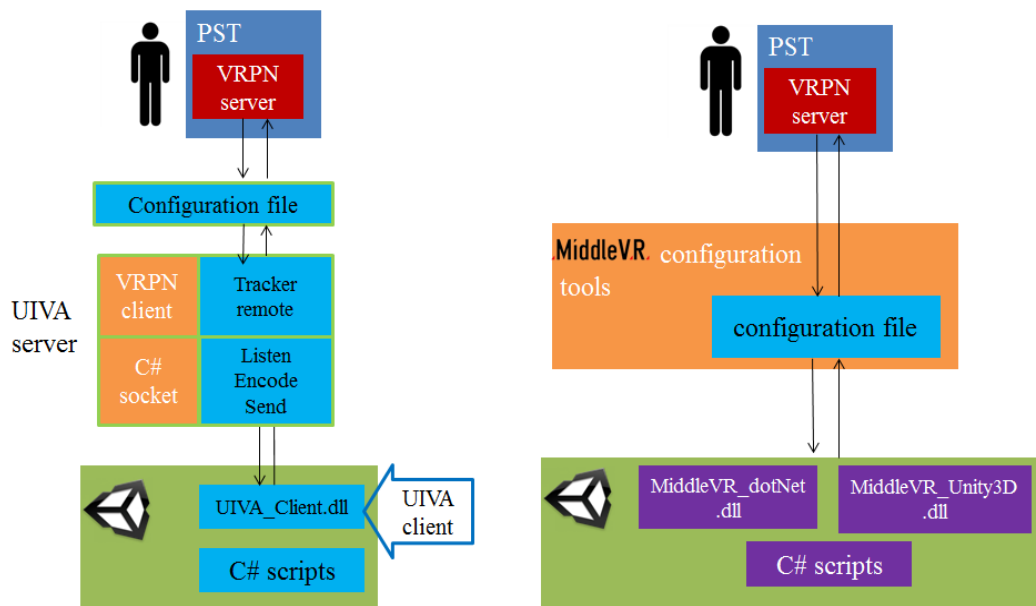 PST
VRPN
server
Configuration file
UIVA
server
VRPN
client
Tracker
remote
C#
socket
Listen
Encode
Send
UIVA_Client.dll
UIVA
client
C# scripts
PST
VRPN
server
.MiddleVR. configuration
tools
configuration file
MiddleVR_dotNet
.dll
MiddleVR_Unity3D
.dll
C# scripts